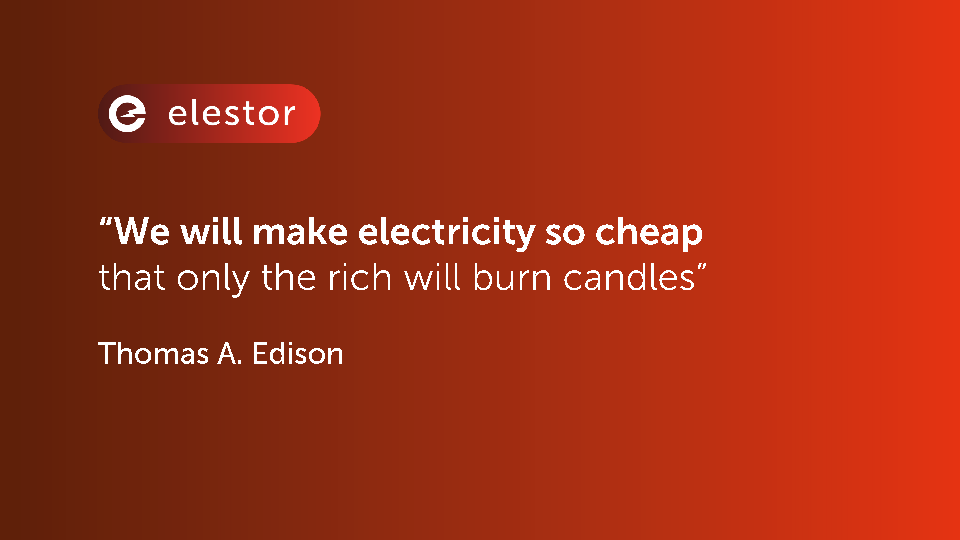 elestor
“We will make electricity so cheap
that only the rich will burn candles”
Thomas A. Edison